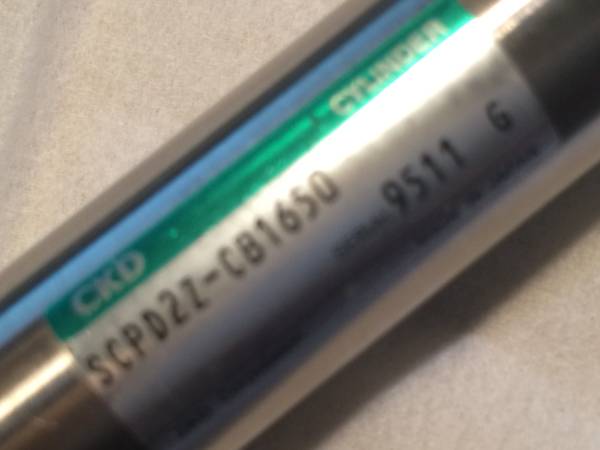 CKD CYLINDER
SCPD2Z-CB1650 9511 G